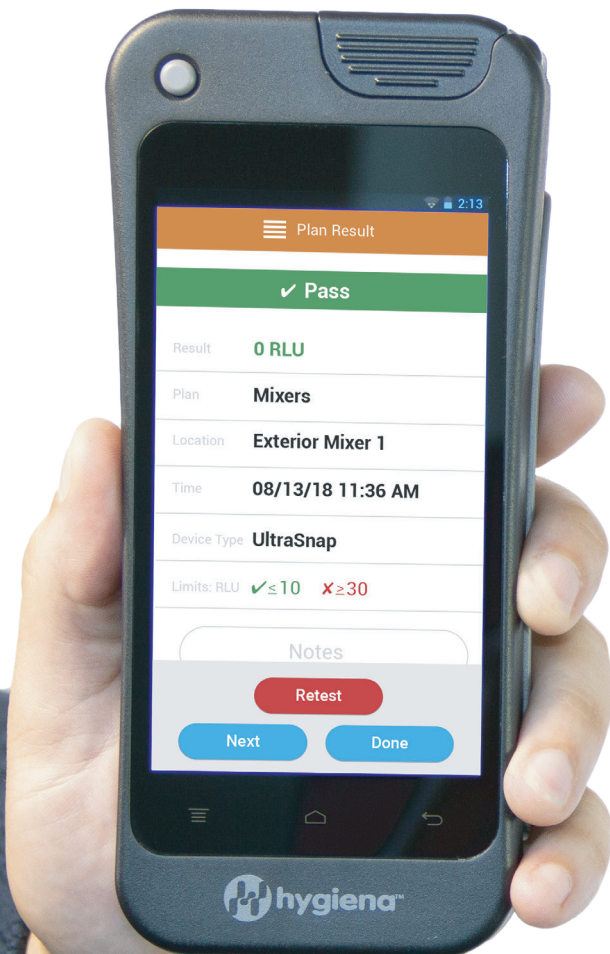 2:13
Plan Result
✔ Pass
Result 0 RLU
Plan Mixers
Location Exterior Mixer 1
Time 08/13/18 11:36 AM
Device Type UltraSnap
Limits: RLU ✔≤10 ✘≥30
Notes
Retest
Next Done
hygiena™